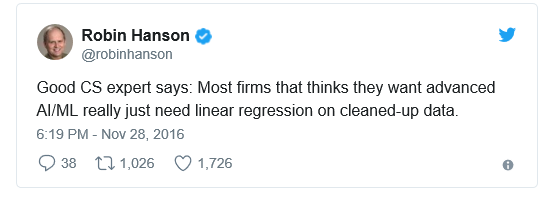 Robin Hanson
@robinhanson
Good CS expert says: Most firms that thinks they want advanced
AI/ML really just need linear regression on cleaned-up data.
6:19 PM - Nov 28, 2016
38 1,026 1,726